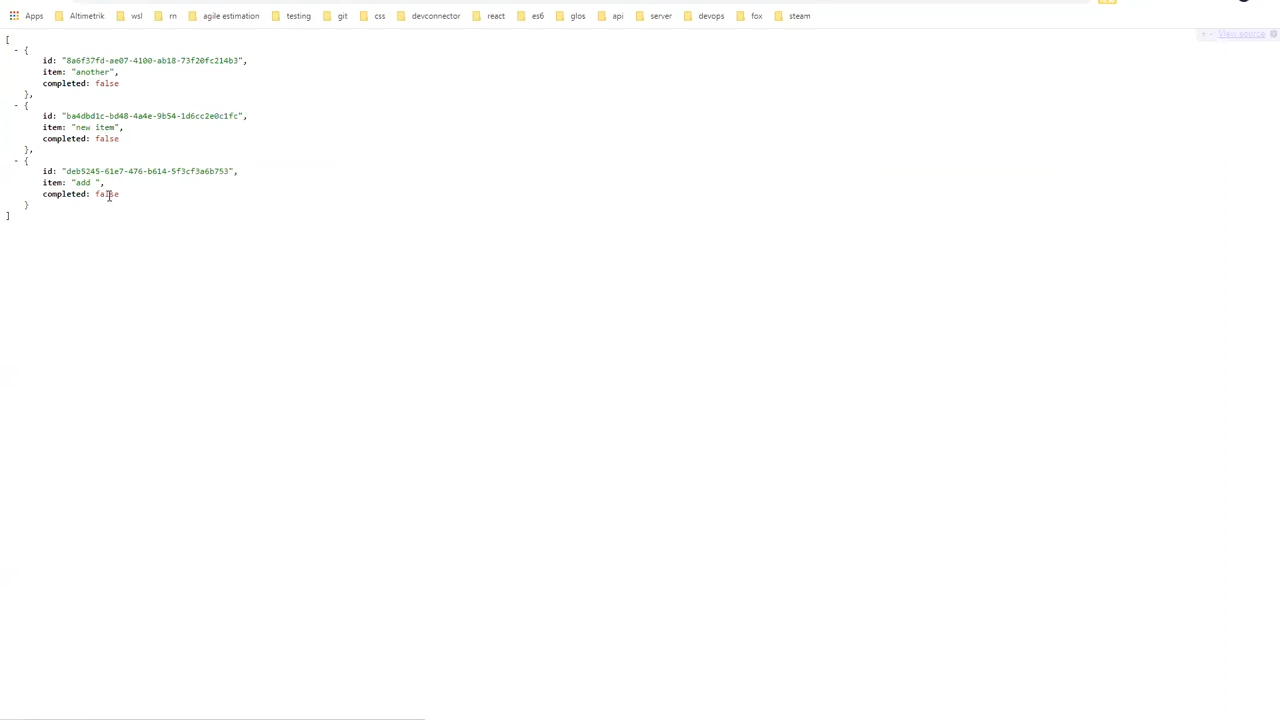 Apps Altimetrik wsl rn agile estimation testing git css devconnector react es6 glos api server devops fox steam
+ - View source
[
- {
id: "8a6f37fd-ae07-4100-ab18-73f20fc214b3",
item: "another",
completed: false
},
- {
id: "ba4dbd1c-bd48-4a4e-9b54-1d6cc2e0c1fc",
item: "new item",
completed: false
},
- {
id: "deb5245-61e7-476-b614-5f3cf3a6b753",
item: "add ",
completed: false
}
]